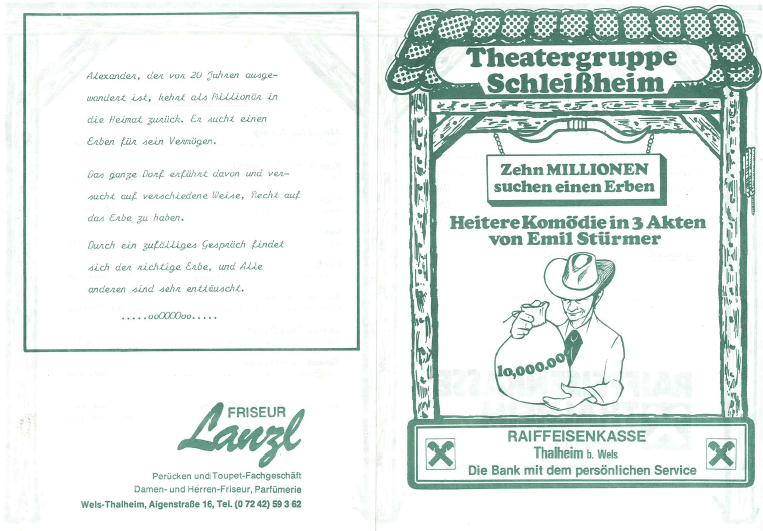 Alexander, der vor 20 Jahren ausge-
wandert ist, kehrt als Millionär in
die Heimat zurück. Er sucht einen
Erben für sein Vermögen.
Das ganze Dorf erfährt davon und ver-
sucht auf verschiedene Weise, Recht auf
das Erbe zu haben.
Durch ein zufälliges Gespräch findet
sich der richtige Erbe, und Alle
anderen sind sehr enttäuscht.
.....ooOOOOoo.....
FRISEUR
Lanzl
Perücken und Toupet-Fachgeschäft
Damen- und Herren-Friseur, Parfümerie
Wels-Thalheim, Aigenstraße 16, Tel. (0 72 42) 59 3 62
Theatergruppe
Schleißheim
Zehn MILLIONEN
suchen einen Erben
Heitere Komödie in 3 Akten
von Emil Stürmer
10,000.00
RAIFFEISENKASSE
Thalheim b. Wels
Die Bank mit dem persönlichen Service